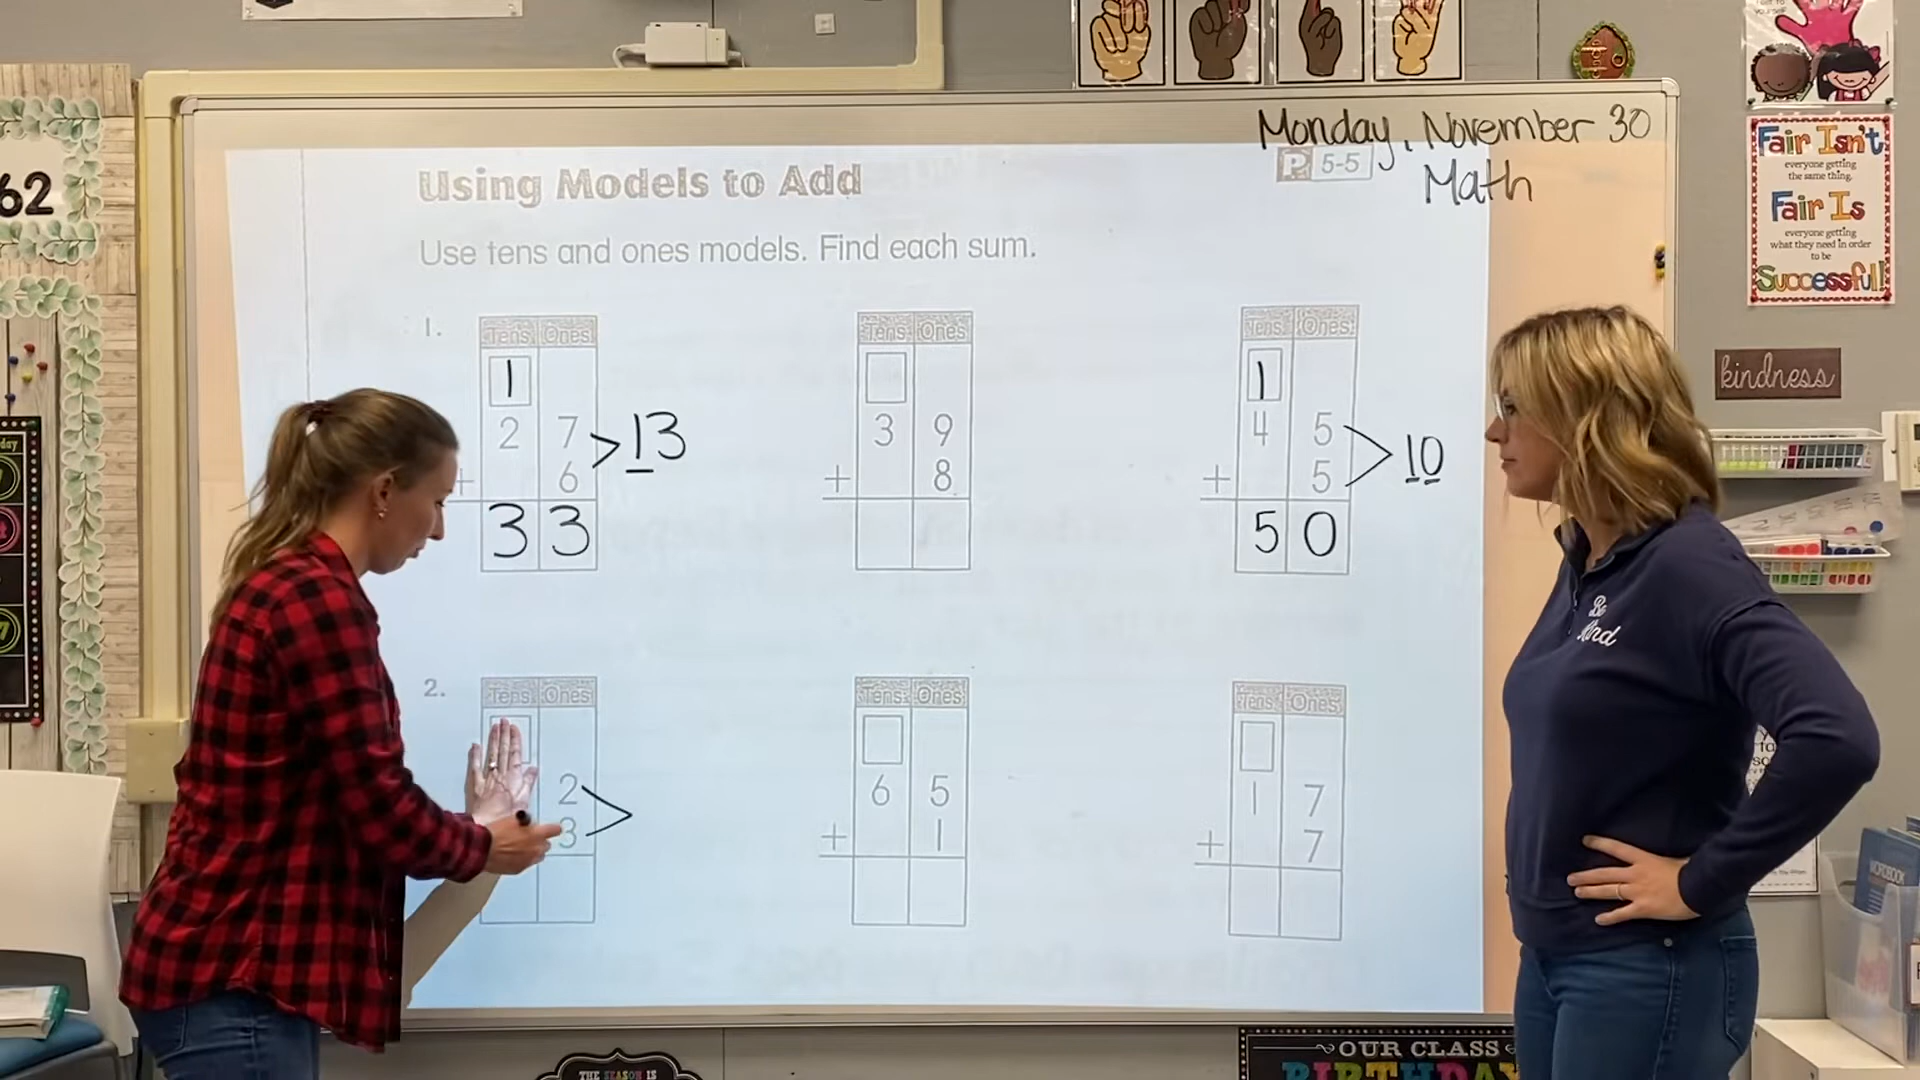 Monday, November 30
Math
P 5-5
Using Models to Add
Use tens and ones models. Find each sum.
1.
Tens Ones
1
2 7
+ 6
3 3
>13
Tens Ones
3 9
+ 8
Tens Ones
1
4 5
+ 5
5 0
>10
2.
Tens Ones
2
3
>
Tens Ones
6 5
+ 1
Tens Ones
1 7
+ 7
62
Fair Isn't
everyone getting
the same thing.
Fair Is
everyone getting
what they need in order
to be
Successful!
kindness
Be
Kind
WORDBOOK
THE SEASON IS
OUR CLASS
BIRTHDAY